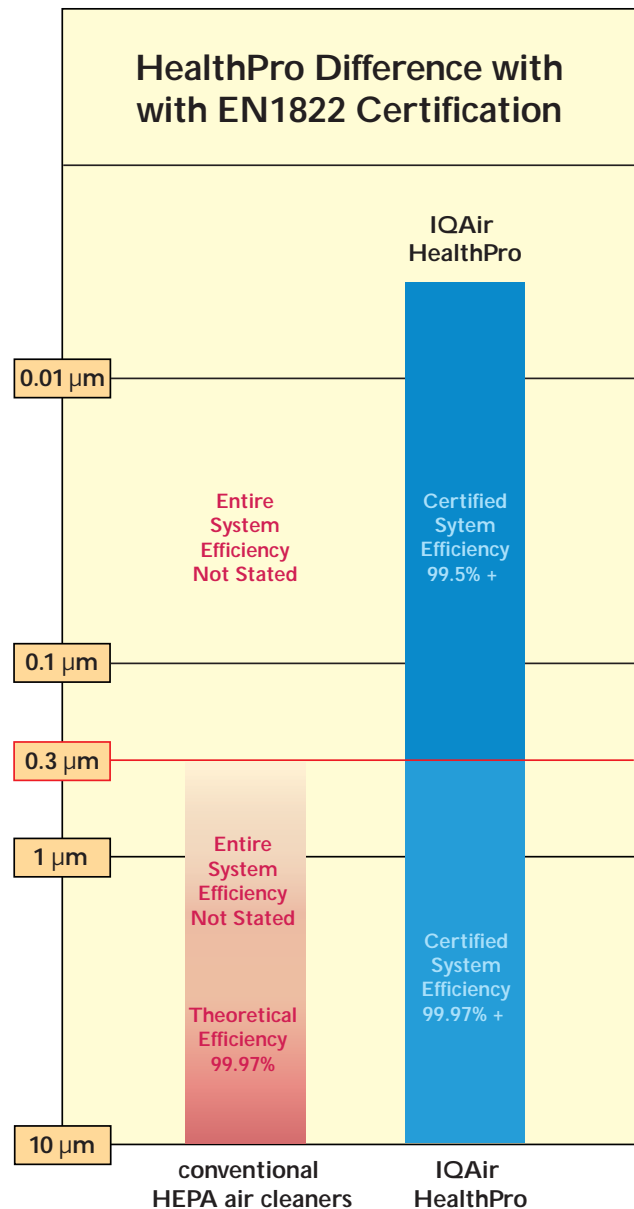 HealthPro Difference with
with EN1822 Certification
IQAir
HealthPro
0.01 µm
Entire
System
Efficiency
Not Stated
Certified
Sytem
Efficiency
99.5% +
0.1 µm
0.3 µm
1 µm
Entire
System
Efficiency
Not Stated
Theoretical
Efficiency
99.97%
Certified
System
Efficiency
99.97% +
10 µm
conventional
HEPA air cleaners
IQAir
HealthPro